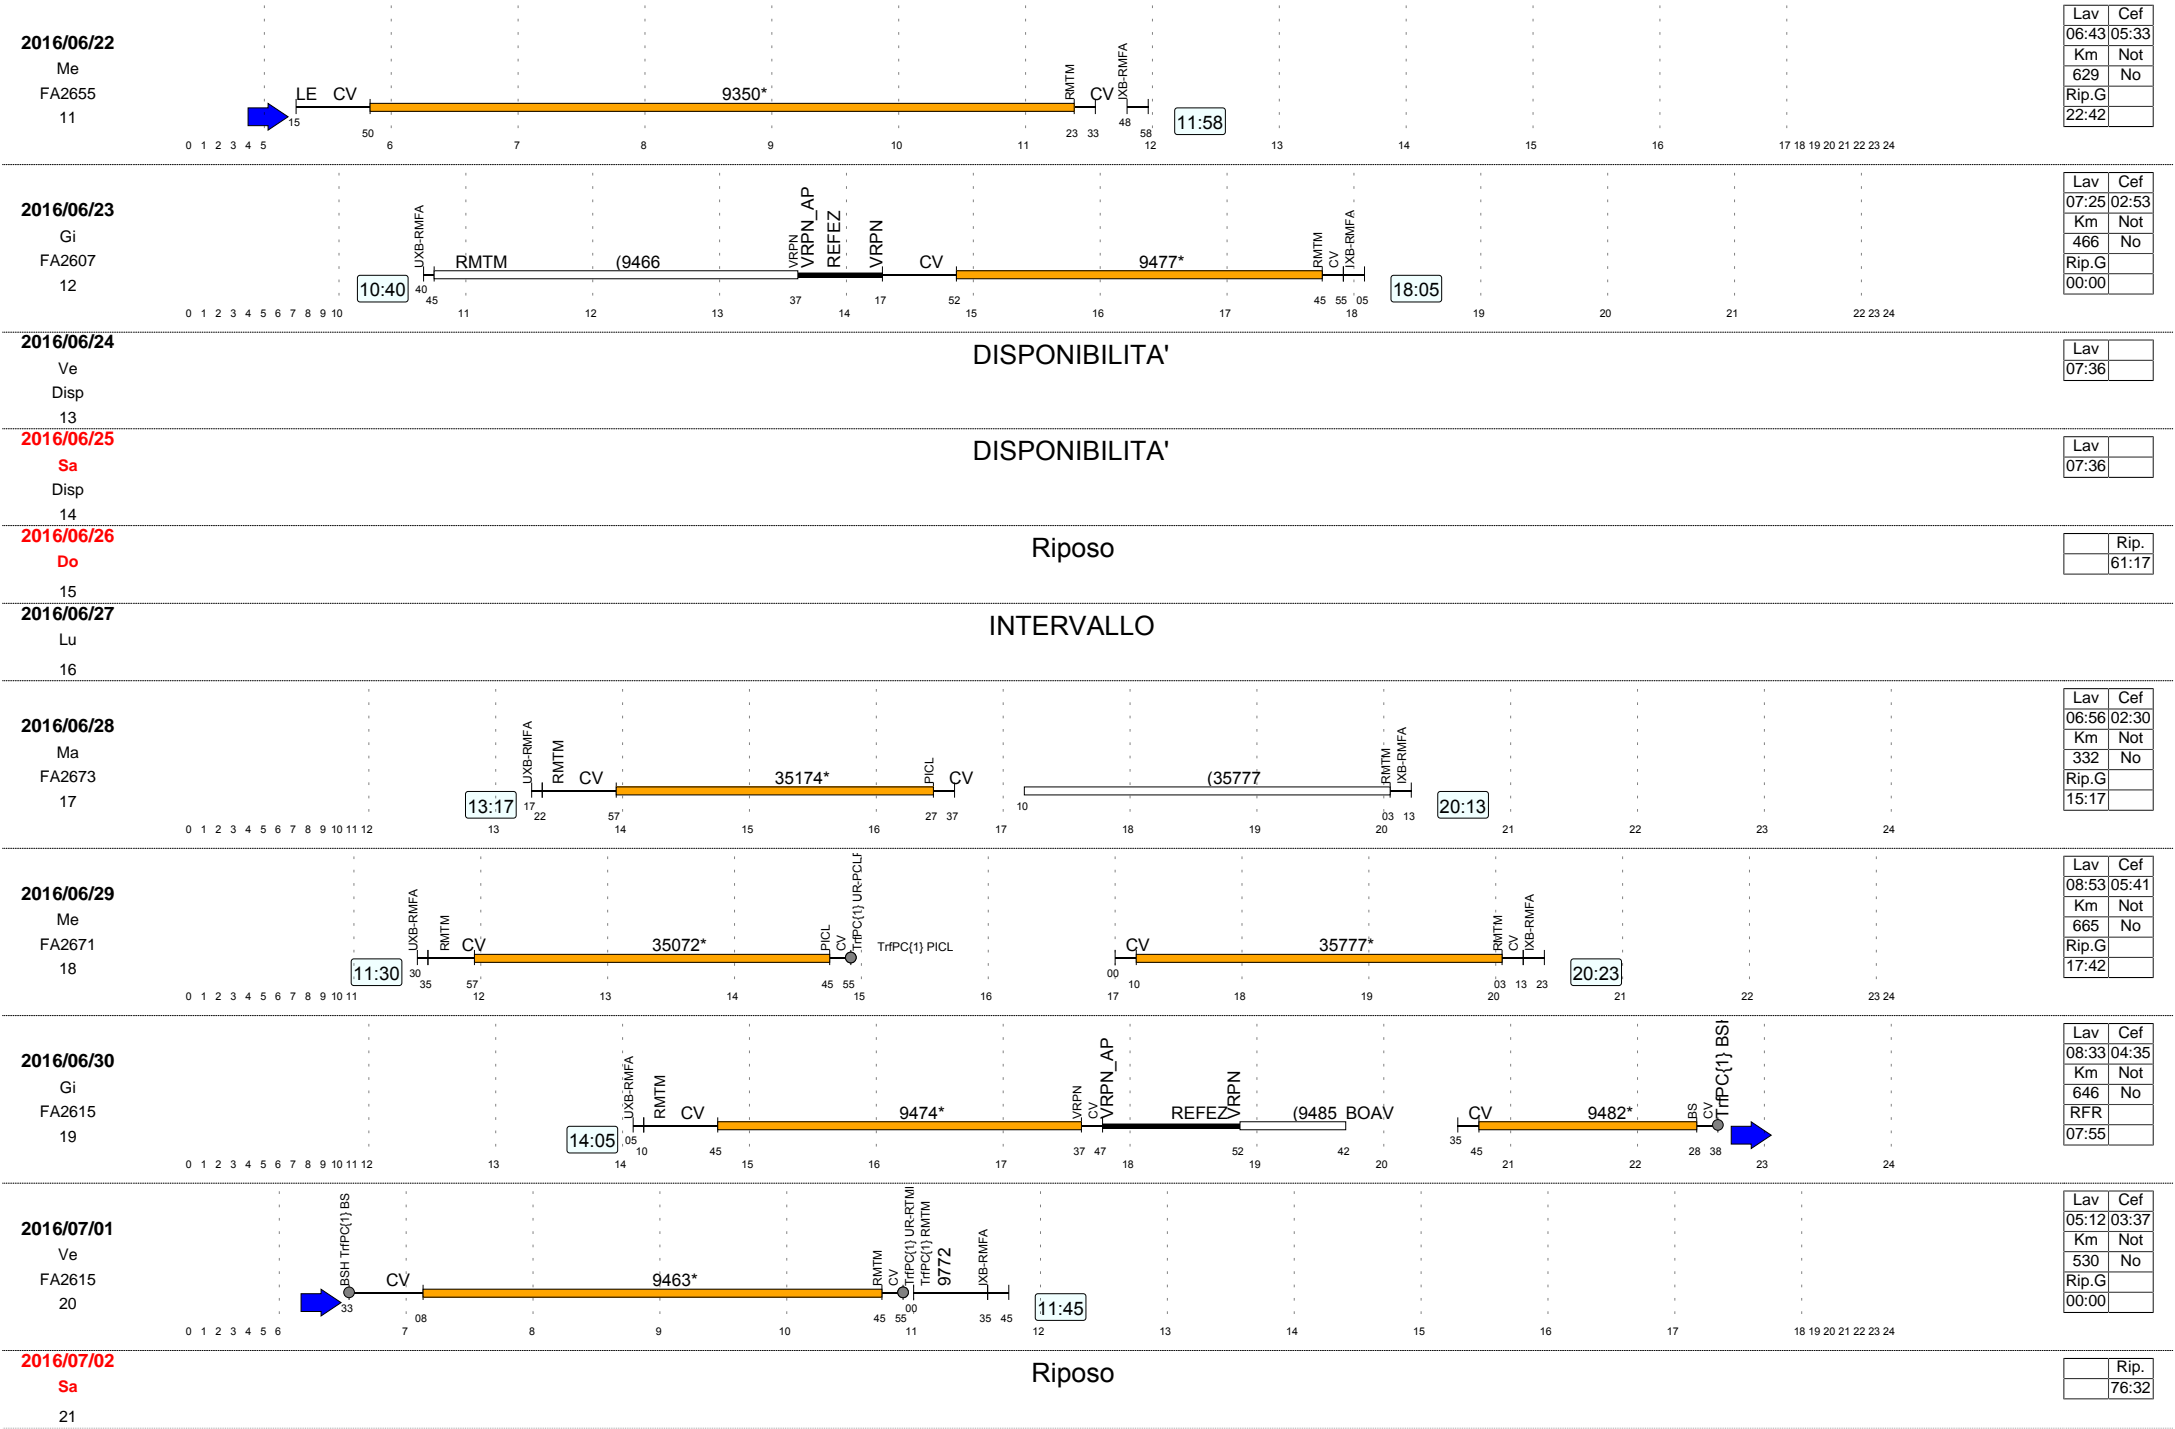 2016/06/22
Me
FA2655
11
LE CV 9350* RMTM CV IXB-RMFA
15 50 23 33 48 58
11:58
0 1 2 3 4 5 6 7 8 9 10 11 12 13 14 15 16 17 18 19 20 21 22 23 24
Lav Cef
06:43 05:33
Km Not
629 No
Rip.G
22:42
2016/06/23
Gi
FA2607
12
10:40
UXB-RMFA RMTM (9466 VRPN VRPN_AP REFEZ VRPN CV 9477* RMTM CV IXB-RMFA
40 45 37 17 52 45 55 05
18:05
0 1 2 3 4 5 6 7 8 9 10 11 12 13 14 15 16 17 18 19 20 21 22 23 24
Lav Cef
07:25 02:53
Km Not
466 No
Rip.G
00:00
2016/06/24
Ve
Disp
13
DISPONIBILITA'
Lav
07:36
2016/06/25
Sa
Disp
14
DISPONIBILITA'
Lav
07:36
2016/06/26
Do
15
Riposo
Rip.
61:17
2016/06/27
Lu
16
INTERVALLO
2016/06/28
Ma
FA2673
17
13:17
UXB-RMFA RMTM CV 35174* PICL CV (35777 RMTM IXB-RMFA
17 22 57 27 37 10 03 13
20:13
0 1 2 3 4 5 6 7 8 9 10 11 12 13 14 15 16 17 18 19 20 21 22 23 24
Lav Cef
06:56 02:30
Km Not
332 No
Rip.G
15:17
2016/06/29
Me
FA2671
18
11:30
UXB-RMFA RMTM CV 35072* PICL CV TrfPC{1} UR-PCLF TrfPC{1} PICL CV 35777* RMTM CV IXB-RMFA
30 35 57 45 55 00 10 03 13 23
20:23
0 1 2 3 4 5 6 7 8 9 10 11 12 13 14 15 16 17 18 19 20 21 22 23 24
Lav Cef
08:53 05:41
Km Not
665 No
Rip.G
17:42
2016/06/30
Gi
FA2615
19
14:05
UXB-RMFA RMTM CV 9474* VRPN CV VRPN_AP REFEZ VRPN (9485 BOAV CV 9482* BS CV TrfPC{1} BSH
05 10 45 37 47 52 42 35 45 28 38
0 1 2 3 4 5 6 7 8 9 10 11 12 13 14 15 16 17 18 19 20 21 22 23 24
Lav Cef
08:33 04:35
Km Not
646 No
RFR
07:55
2016/07/01
Ve
FA2615
20
BSH TrfPC{1} BS CV 9463* RMTM CV TrfPC{1} UR-RTMI TrfPC{1} RMTM 9772 IXB-RMFA
33 08 45 55 00 35 45
11:45
0 1 2 3 4 5 6 7 8 9 10 11 12 13 14 15 16 17 18 19 20 21 22 23 24
Lav Cef
05:12 03:37
Km Not
530 No
Rip.G
00:00
2016/07/02
Sa
21
Riposo
Rip.
76:32